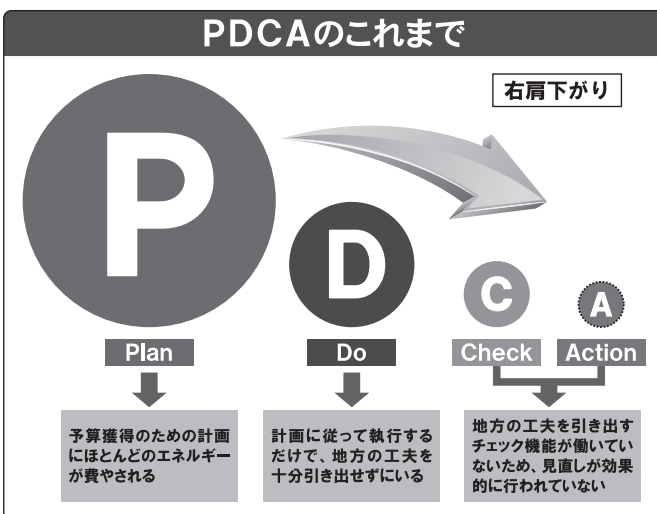 PDCAのこれまで
右肩下がり
P
D
C
A
Plan
Do
Check
Action
予算獲得のための計画
にほとんどのエネルギー
が費やされる
計画に従って執行する
だけで、地方の工夫を
十分引き出せずにいる
地方の工夫を引き出す
チェック機能が働いてい
ないため、見直しが効果
的に行われていない